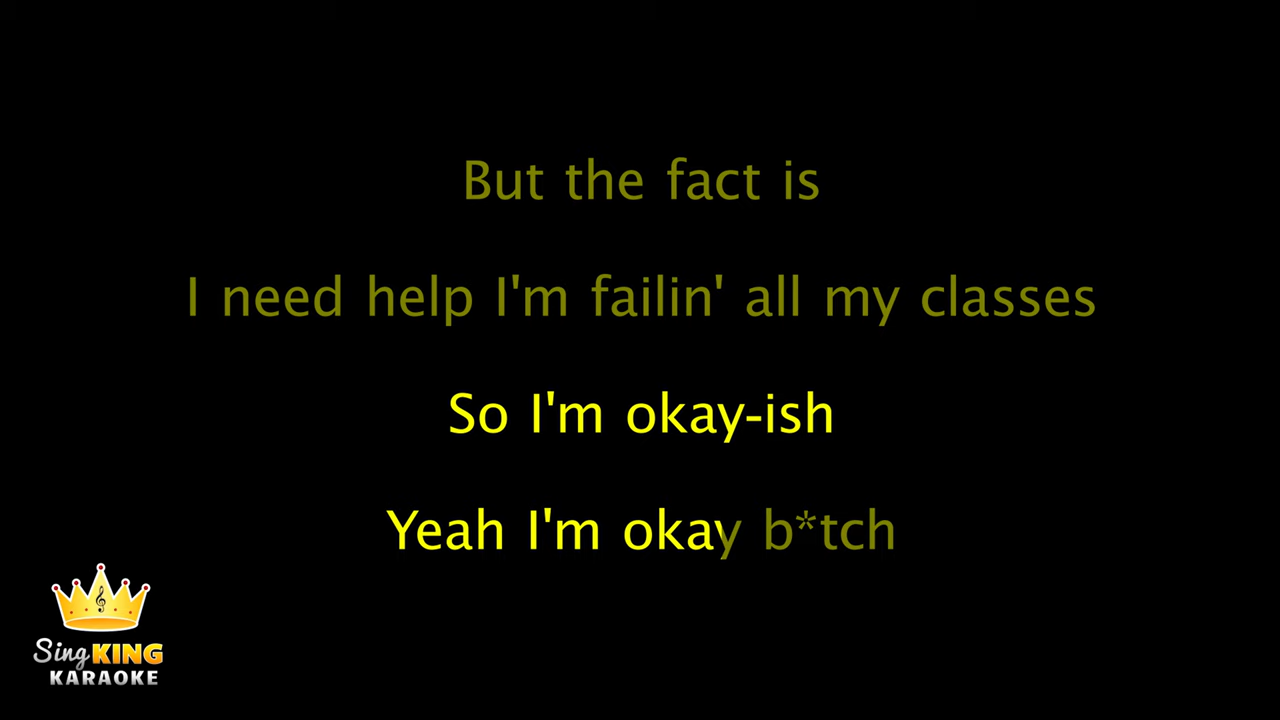 But the fact is
I need help I'm failin' all my classes
So I'm okay-ish
Yeah I'm okay b*tch
Sing KING
KARAOKE